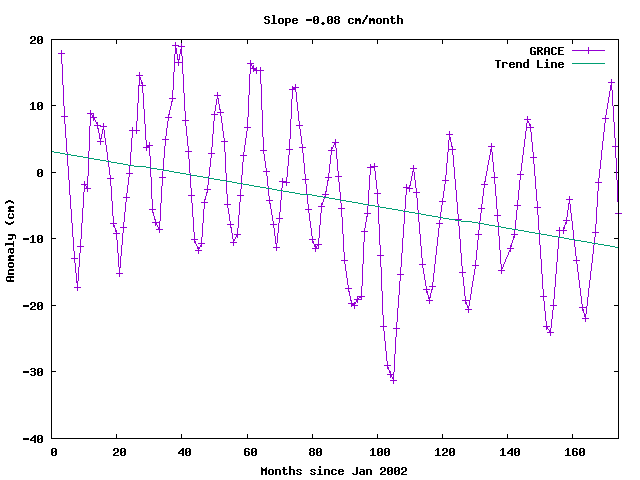 Slope -0.08 cm/month
GRACE
Trend Line
20
10
0
-10
-20
-30
-40
Anomaly (cm)
0 20 40 60 80 100 120 140 160
Months since Jan 2002